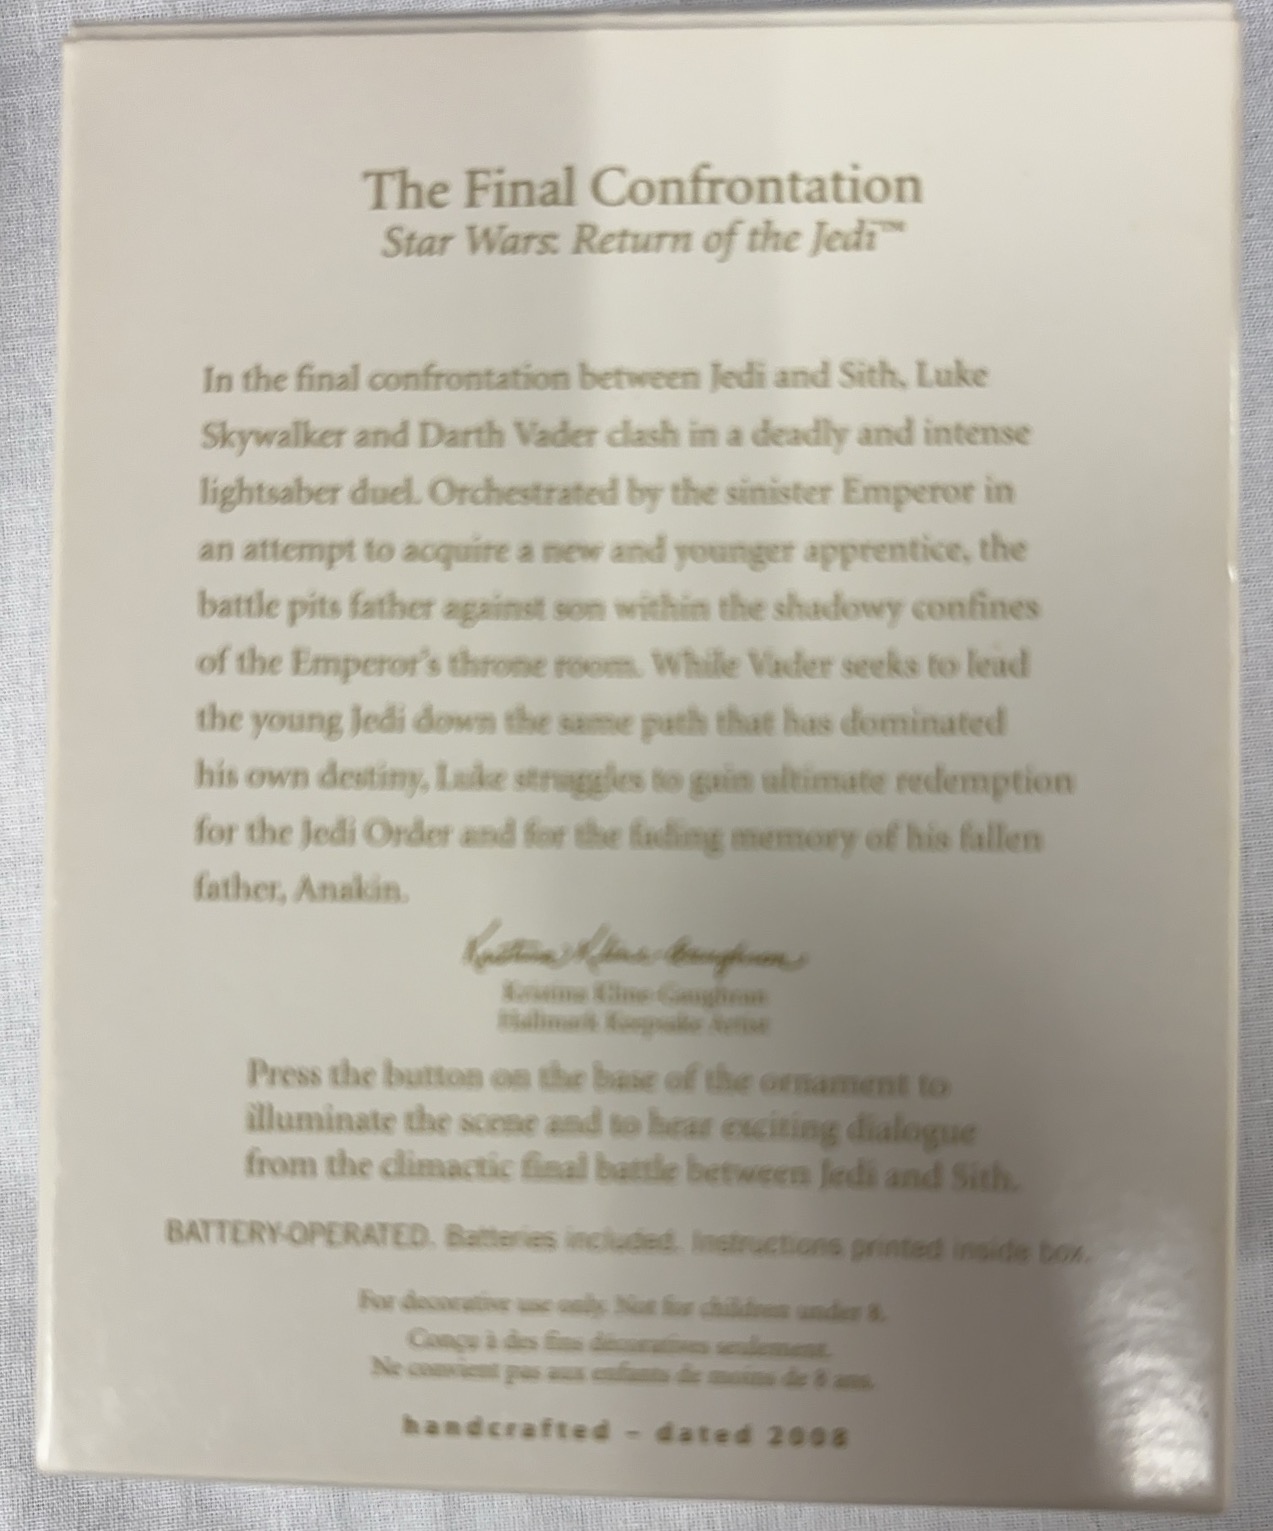 The Final Confrontation
Star Wars: Return of the Jedi™
In the final confrontation between Jedi and Sith, Luke
Skywalker and Darth Vader clash in a deadly and intense
lightsaber duel. Orchestrated by the sinister Emperor in
an attempt to acquire a new and younger apprentice, the
battle pits father against son within the shadowy confines
of the Emperor's throne room. While Vader seeks to lead
the young Jedi down the same path that has dominated
his own destiny, Luke struggles to gain ultimate redemption
for the Jedi Order and for the fading memory of his fallen
father, Anakin.
Kristina Kline-Gaughran
Kristina Kline-Gaughran
Hallmark Keepsake Artist
Press the button on the base of the ornament to
illuminate the scene and to hear exciting dialogue
from the climactic final battle between Jedi and Sith.
BATTERY-OPERATED. Batteries included. Instructions printed inside box.
For decorative use only. Not for children under 8.
Conçu à des fins décoratives seulement.
Ne convient pas aux enfants de moins de 8 ans.
handcrafted – dated 2008